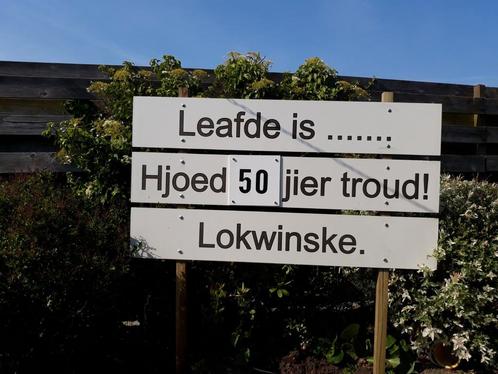 Leafde is .......
Hjoed 50 jier troud!
Lokwinske.